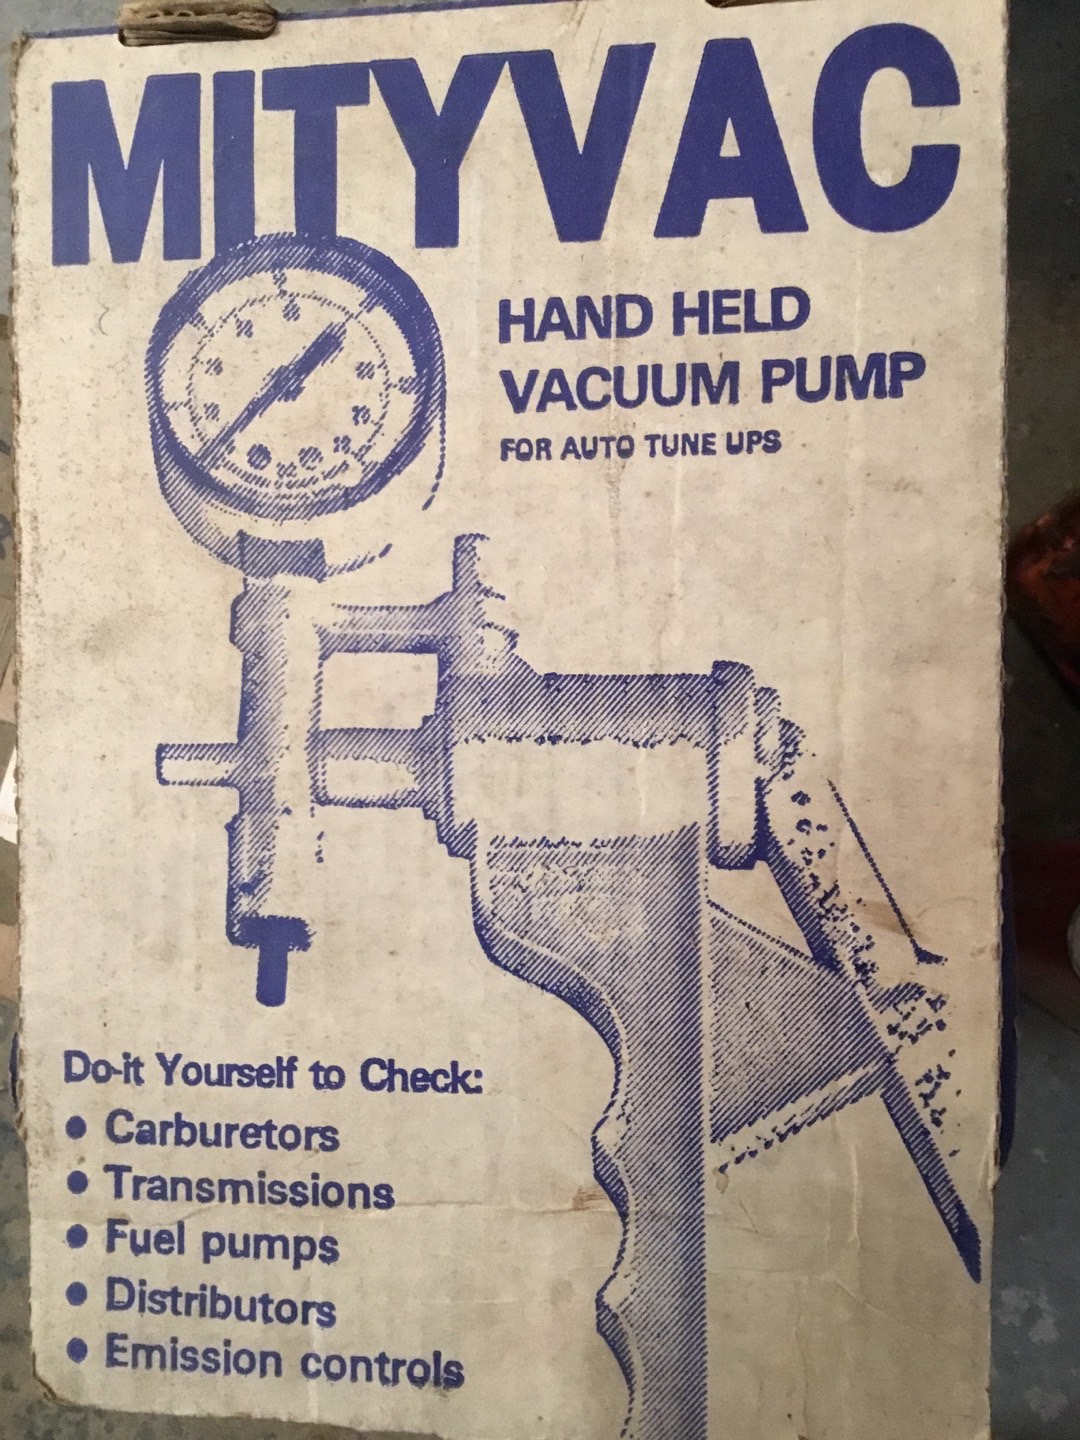 MITYVAC
HAND HELD
VACUUM PUMP
FOR AUTO TUNE UPS
Do-it Yourself to Check:
• Carburetors
• Transmissions
• Fuel pumps
• Distributors
• Emission controls